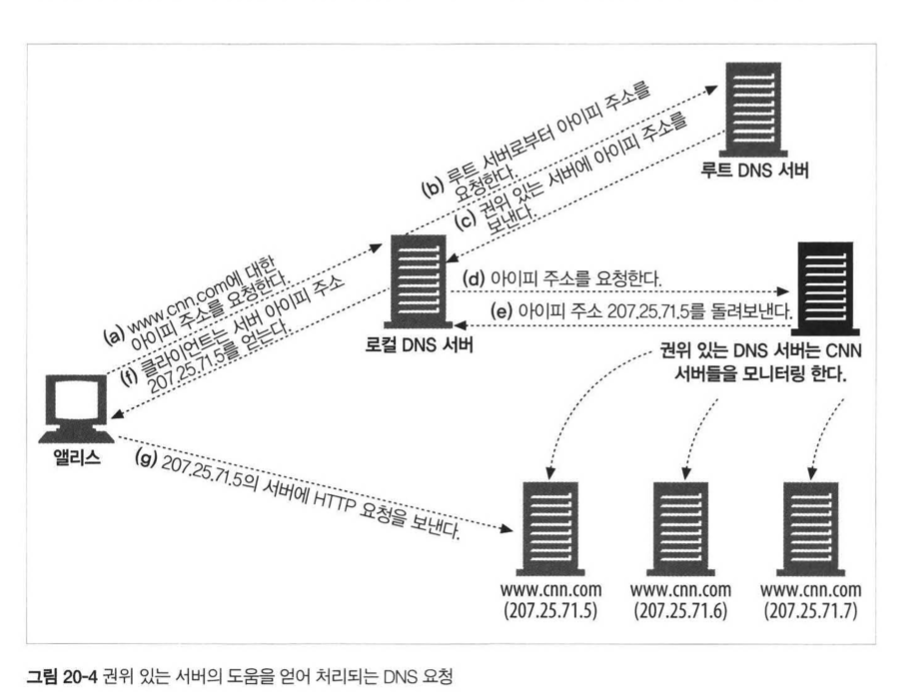 (b) 루트 서버로부터 아이피 주소를
요청한다.
(c) 권위 있는 서버에 아이피 주소를
보낸다.
루트 DNS 서버
(a) www.cnn.com에 대한
아이피 주소를 요청한다.
(f) 클라이언트는 서버 아이피 주소
207.25.71.5를 얻는다.
로컬 DNS 서버
(d) 아이피 주소를 요청한다.
(e) 아이피 주소 207.25.71.5를 돌려보낸다.
권위 있는 DNS 서버는 CNN
서버들을 모니터링 한다.
앨리스
(g) 207.25.71.5의 서버에 HTTP 요청을 보낸다.
www.cnn.com
(207.25.71.5)
www.cnn.com
(207.25.71.6)
www.cnn.com
(207.25.71.7)
그림 20-4 권위 있는 서버의 도움을 얻어 처리되는 DNS 요청